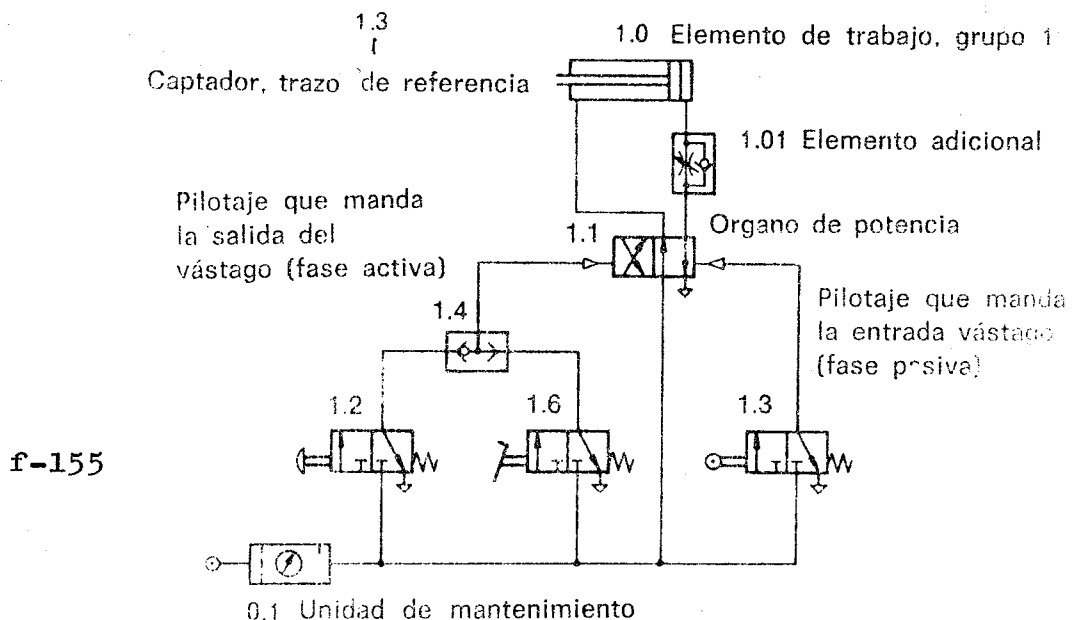 1.3
1.0 Elemento de trabajo, grupo 1
Captador, trazo de referencia
1.01 Elemento adicional
Pilotaje que manda
la salida del
vástago (fase activa)
1.1
Organo de potencia
1.4
Pilotaje que manda
la entrada vástago
(fase pasiva)
1.2
1.6
1.3
f-155
0.1 Unidad de mantenimiento